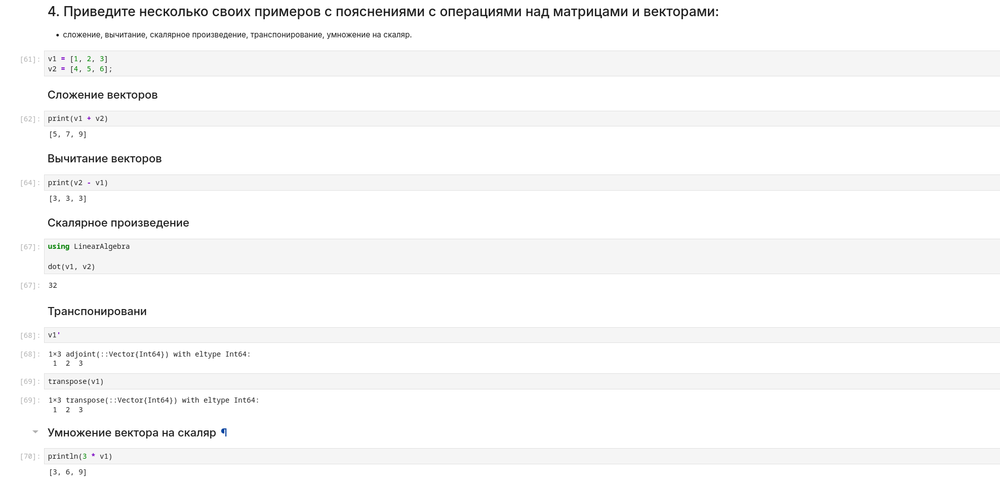 4. Приведите несколько своих примеров с пояснениями с операциями над матрицами и векторами:
• сложение, вычитание, скалярное произведение, транспонирование, умножение на скаляр.
[61]: v1 = [1, 2, 3]
v2 = [4, 5, 6];
Сложение векторов
[62]: print(v1 + v2)
[5, 7, 9]
Вычитание векторов
[64]: print(v2 - v1)
[3, 3, 3]
Скалярное произведение
[67]: using LinearAlgebra
dot(v1, v2)
[67]: 32
Транспонировани
[68]: v1'
[68]: 1×3 adjoint(::Vector{Int64}) with eltype Int64:
1 2 3
[69]: transpose(v1)
[69]: 1×3 transpose(::Vector{Int64}) with eltype Int64:
1 2 3
Умножение вектора на скаляр ¶
[70]: println(3 * v1)
[3, 6, 9]